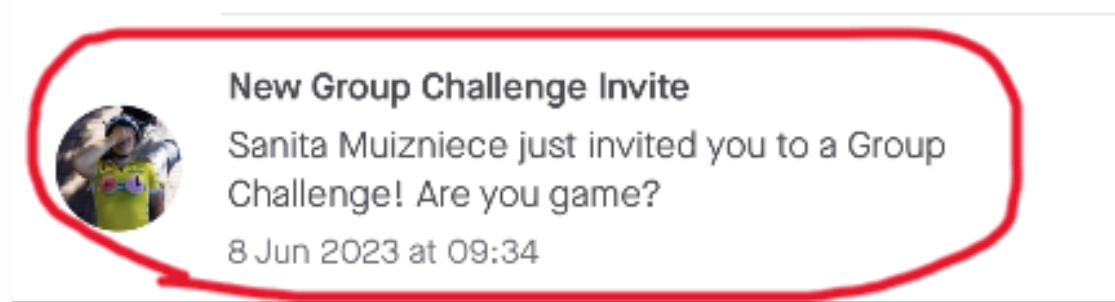 New Group Challenge Invite
Sanita Muizniece just invited you to a Group
Challenge! Are you game?
8 Jun 2023 at 09:34